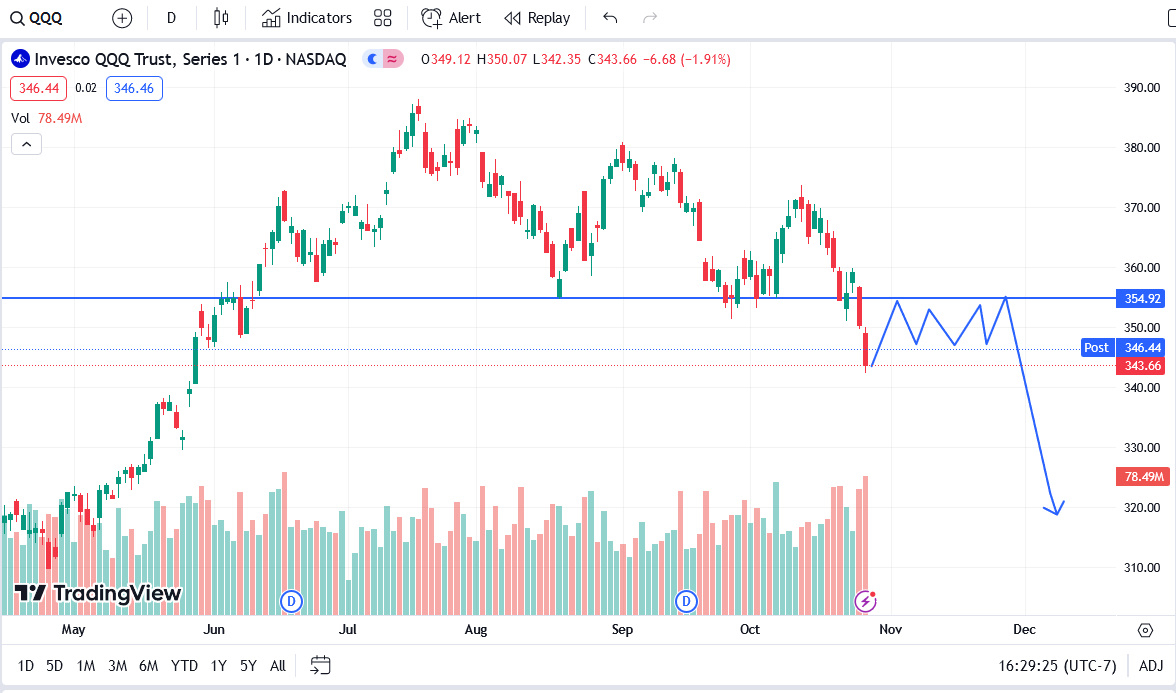 QQQ D Indicators Alert Replay
Invesco QQQ Trust, Series 1 · 1D · NASDAQ O349.12 H350.07 L342.35 C343.66 −6.68 (−1.91%)
346.44 0.02 346.46
Vol 78.49M
390.00
380.00
370.00
360.00
354.92
350.00
Post 346.44
343.66
340.00
330.00
78.49M
320.00
310.00
TradingView
D D
May Jun Jul Aug Sep Oct Nov Dec
1D 5D 1M 3M 6M YTD 1Y 5Y All 16:29:25 (UTC-7) ADJ